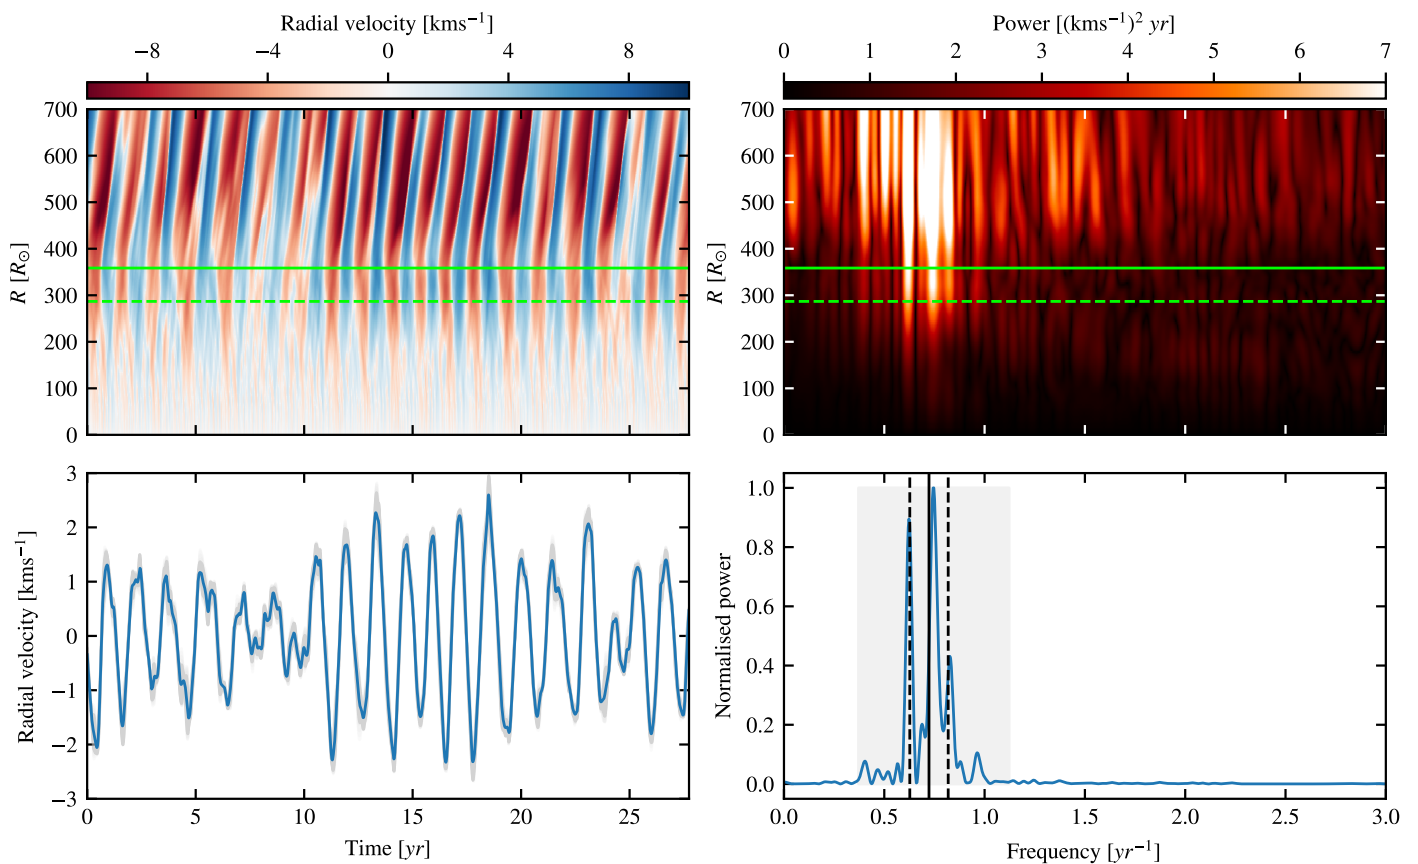 Radial velocity [kms⁻¹]
−8 −4 0 4 8
700
600
500
400
300
200
100
0
R [R☉]
Power [(kms⁻¹)² yr]
0 1 2 3 4 5 6 7
700
600
500
400
300
200
100
0
R [R☉]
3
2
1
0
−1
−2
−3
Radial velocity [kms⁻¹]
0 5 10 15 20 25
Time [yr]
1.0
0.8
0.6
0.4
0.2
0.0
Normalised power
0.0 0.5 1.0 1.5 2.0 2.5 3.0
Frequency [yr⁻¹]